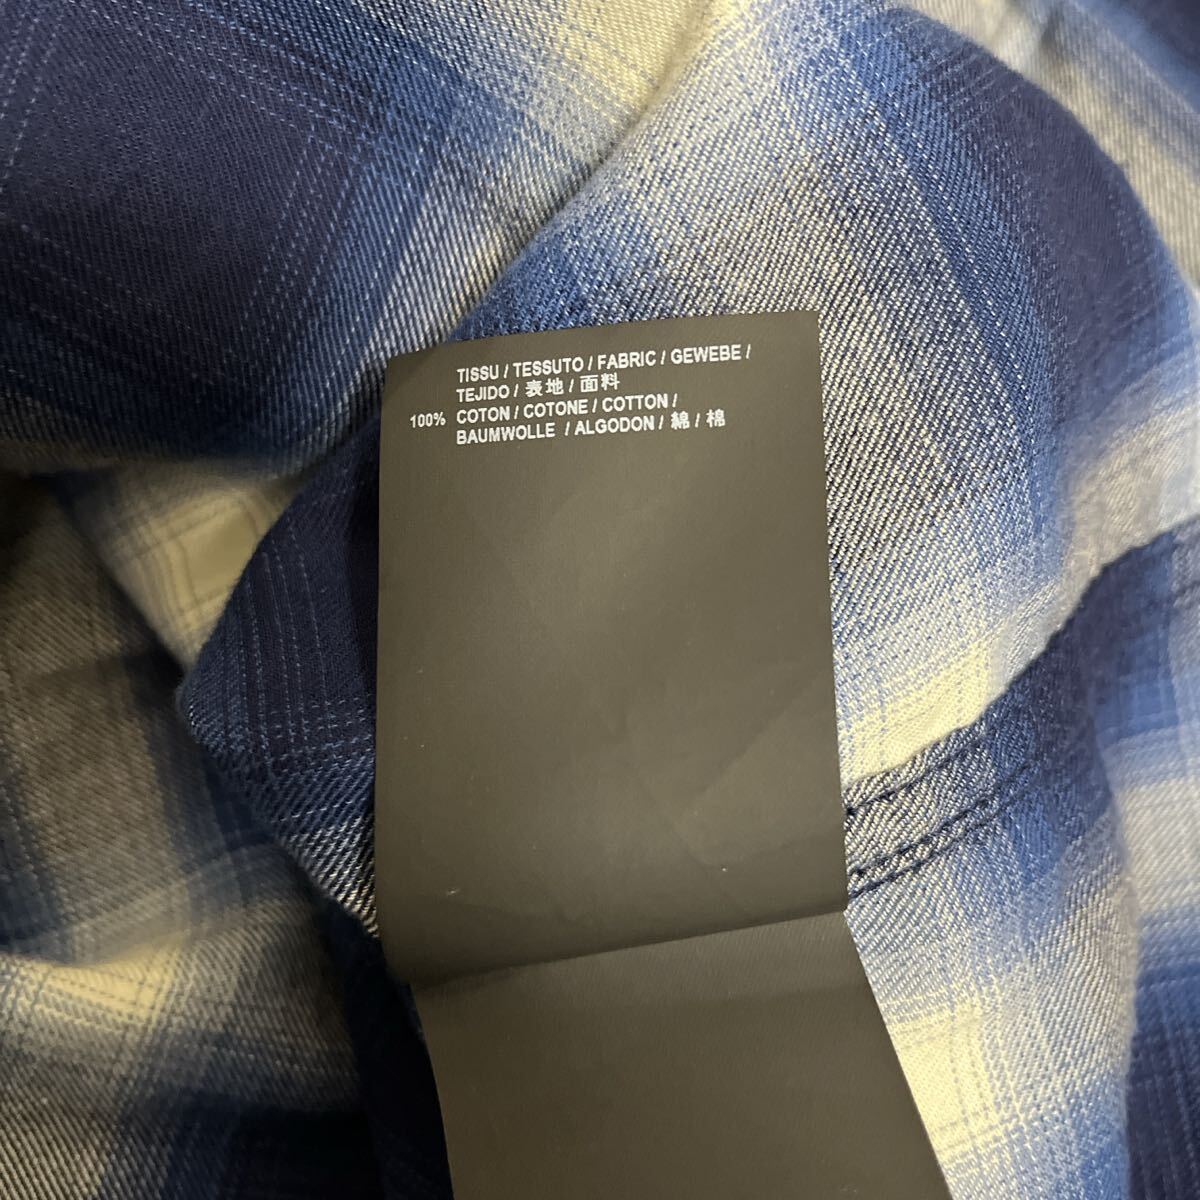 TISSU / TESSUTO / FABRIC / GEWEBE /
TEJIDO / 表地 / 面料
100% COTON / COTONE / COTTON /
BAUMWOLLE / ALGODON / 綿 / 棉